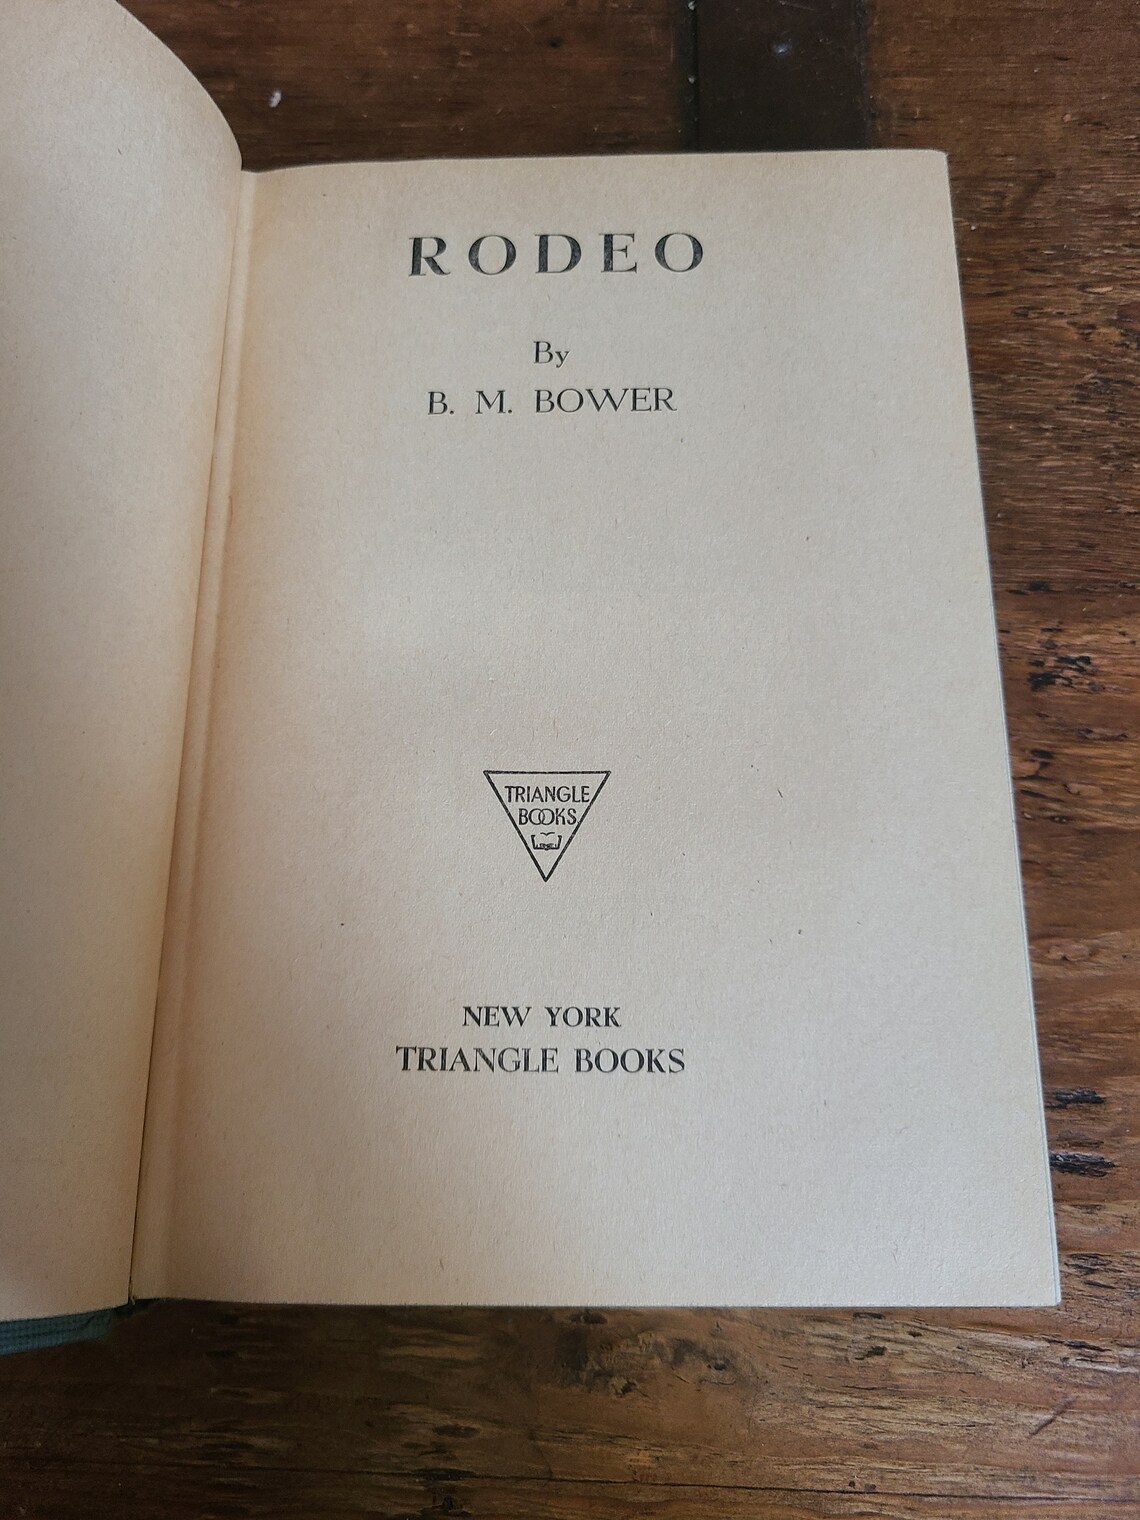 RODEO
By
B. M. BOWER
TRIANGLE
BOOKS
NEW YORK
TRIANGLE BOOKS